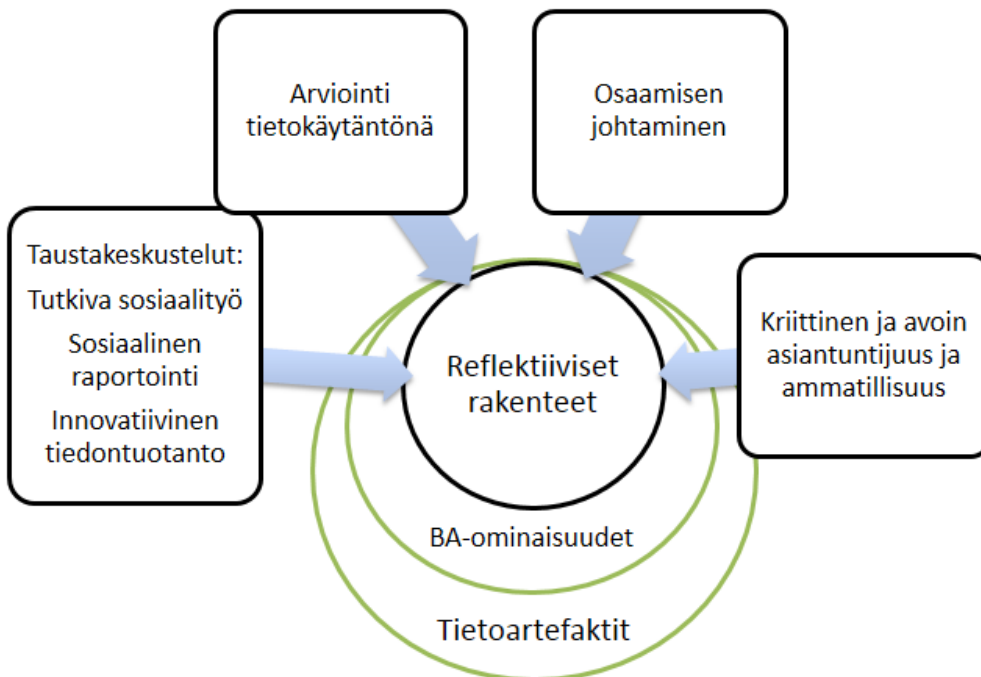 Arviointi
tietokäytäntönä
Osaamisen
johtaminen
Taustakeskustelut:
Tutkiva sosiaalityö
Sosiaalinen
raportointi
Innovatiivinen
tiedontuotanto
Reflektiiviset
rakenteet
Kriittinen ja avoin
asiantuntijuus ja
ammatillisuus
BA-ominaisuudet
Tietoartefaktit